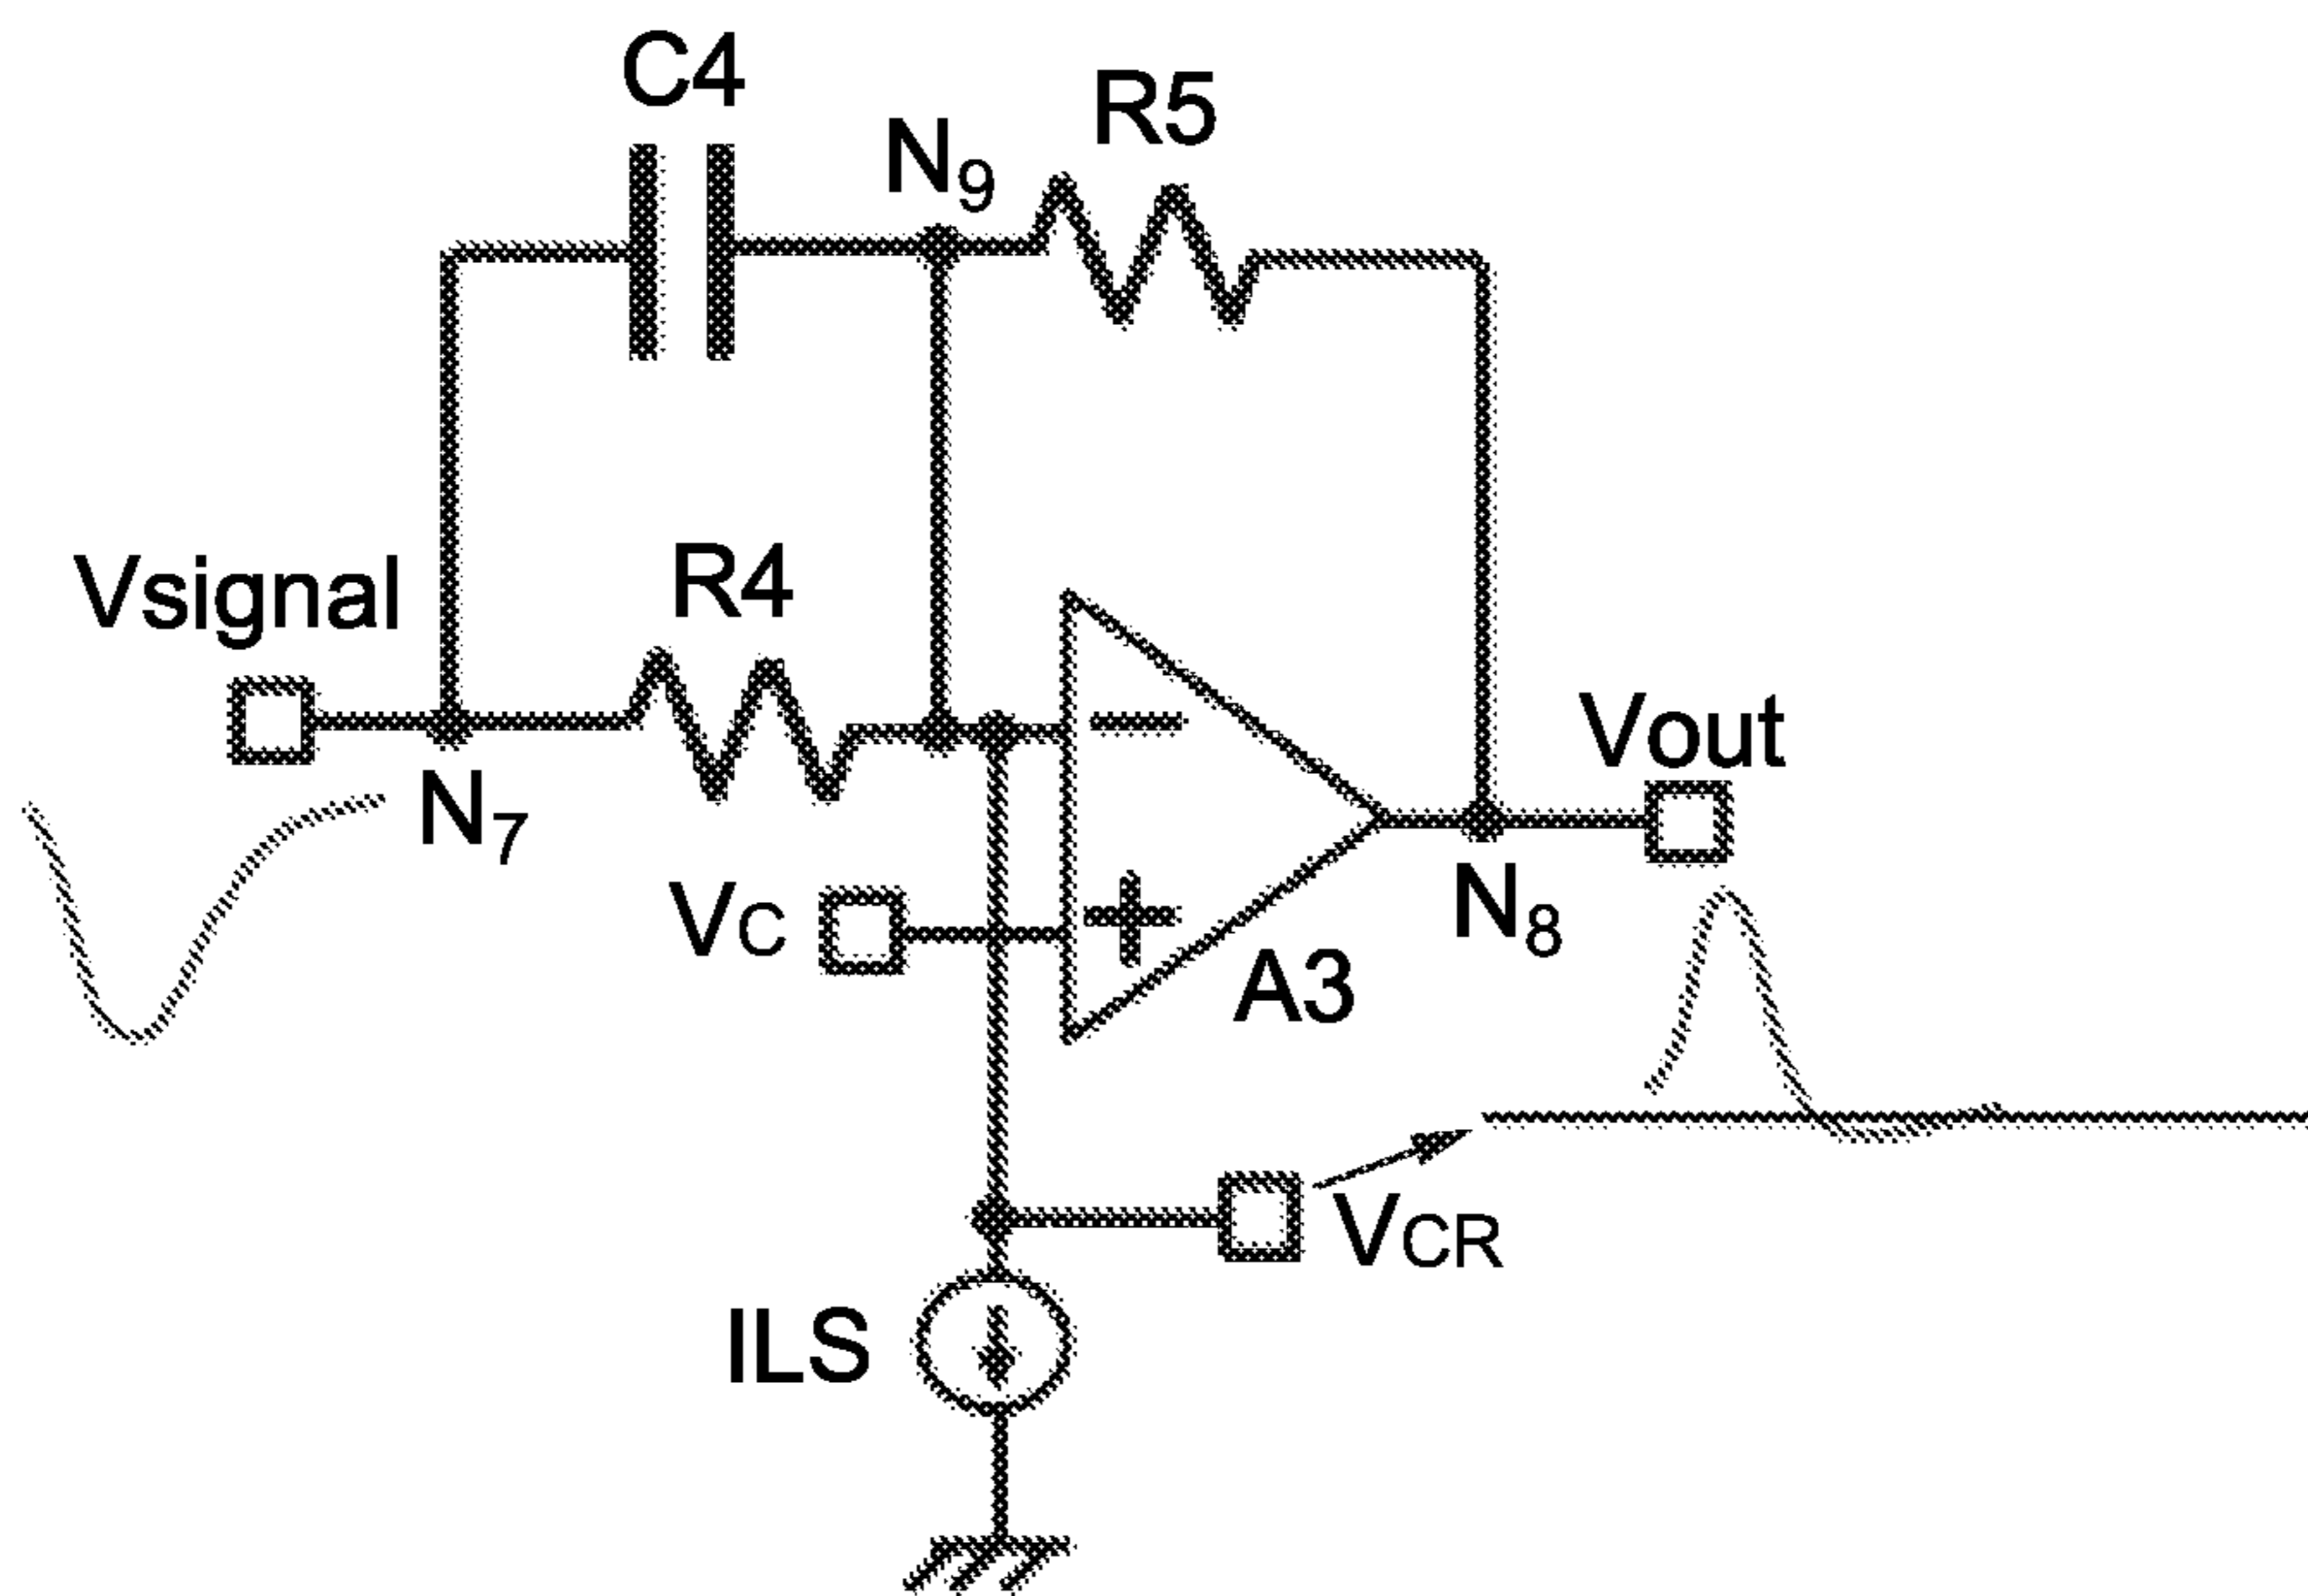 C4
N9
R5
Vsignal
R4
N7
VC
−
+
A3
Vout
N8
VCR
ILS